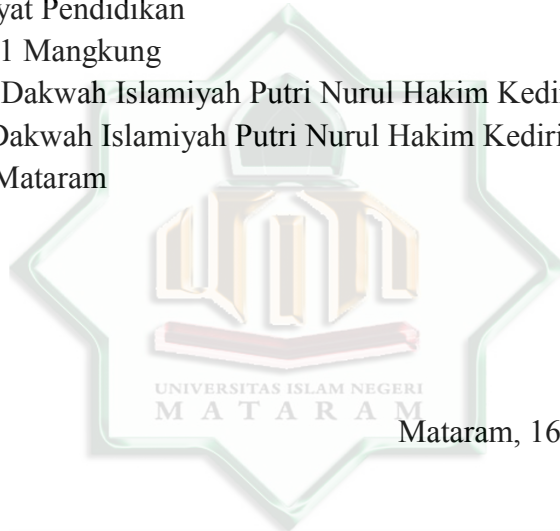 yat Pendidikan
1 Mangkung
Dakwah Islamiyah Putri Nurul Hakim Kedi
Dakwah Islamiyah Putri Nurul Hakim Kediri
Mataram
UNIVERSITAS ISLAM NEGERI
MATARAM
Mataram, 16